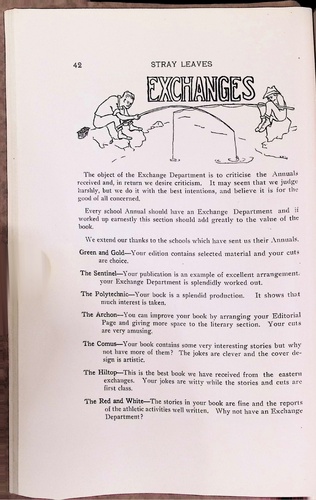 42
STRAY LEAVES
EXCHANGES
The object of the Exchange Department is to criticise the Annuals
received and, in return we desire criticism. It may seem that we judge
harshly, but we do it with the best intentions, and believe it is for the
good of all concerned.
Every school Annual should have an Exchange Department and if
worked up earnestly this section should add greatly to the value of the
book.
We extend our thanks to the schools which have sent us their Annuals.
Green and Gold—Your edition contains selected material and your cuts
are choice.
The Sentinel—Your publication is an example of excellent arrangement.
your Exchange Department is splendidly worked out.
The Polytechnic—Your book is a splendid production. It shows that
much interest is taken.
The Archon—You can improve your book by arranging your Editorial
Page and giving more space to the literary section. Your cuts
are very amusing.
The Comus—Your book contains some very interesting stories but why
not have more of them? The jokes are clever and the cover de-
sign is artistic.
The Hiltop—This is the best book we have received from the eastern
exchanges. Your jokes are witty while the stories and cuts are
first class.
The Red and White—The stories in your book are fine and the reports
of the athletic activities well written. Why not have an Exchange
Department?